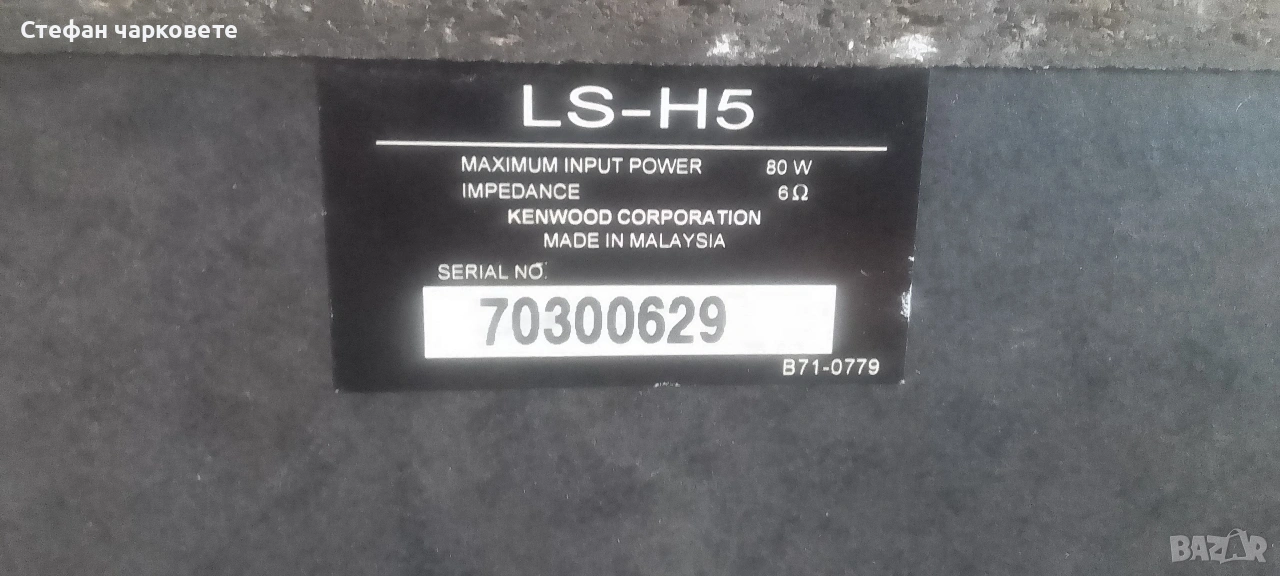 Стефан чарковете
LS-H5
MAXIMUM INPUT POWER 80 W
IMPEDANCE 6Ω
KENWOOD CORPORATION
MADE IN MALAYSIA
SERIAL NO.
70300629
B71-0779
BAZAR